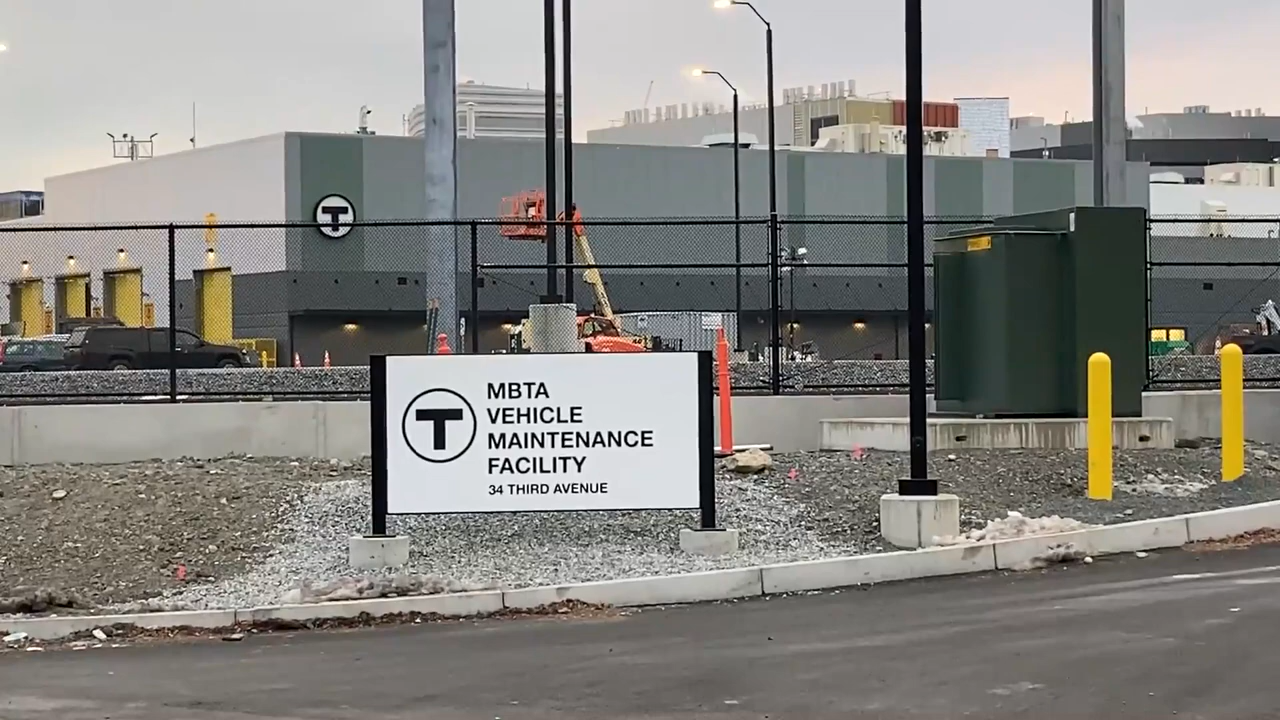 T
T
MBTA
VEHICLE
MAINTENANCE
FACILITY
34 THIRD AVENUE